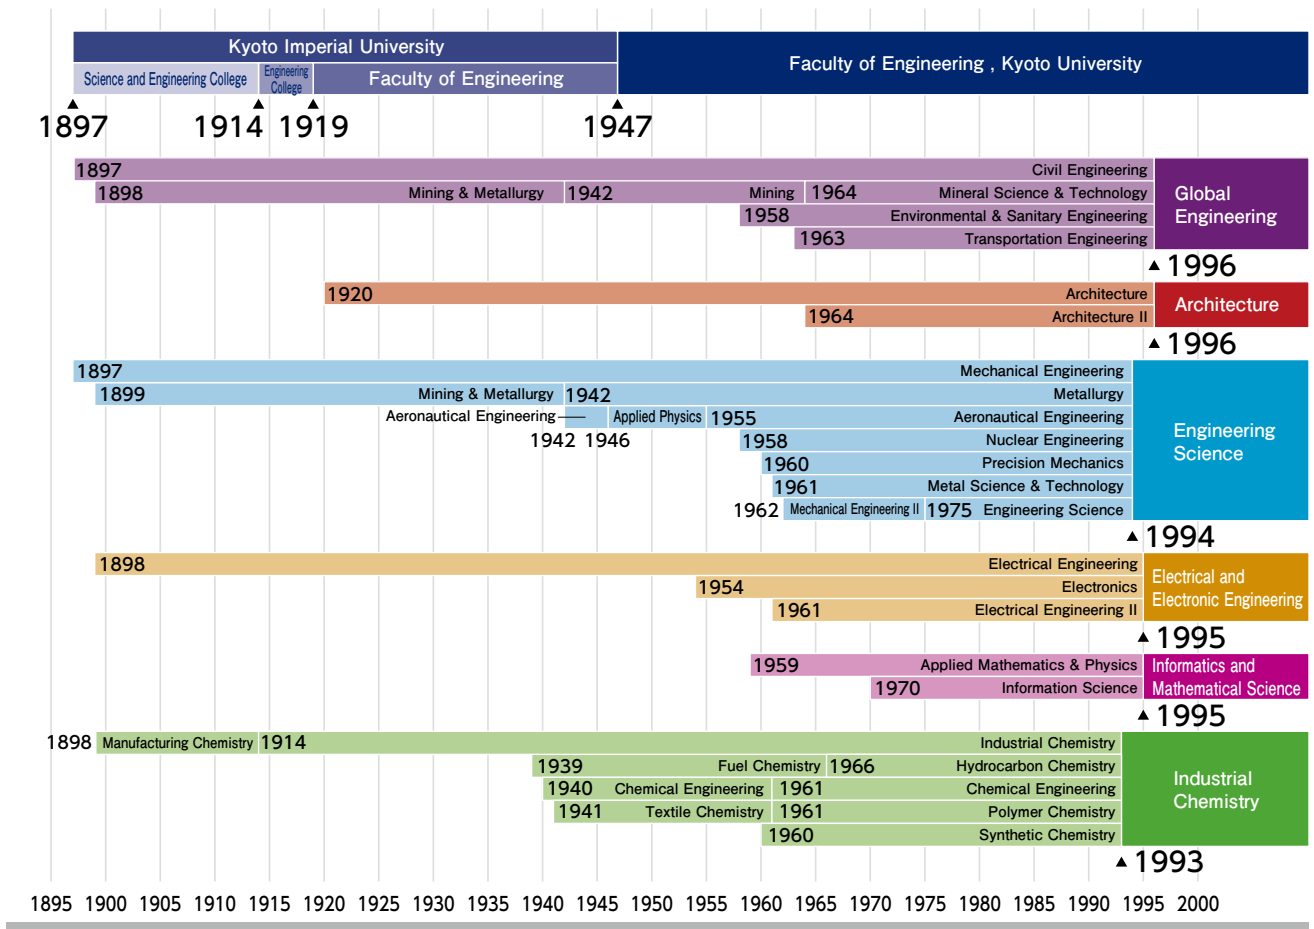 Kyoto Imperial University
Faculty of Engineering , Kyoto University
Science and Engineering College
Engineering
College
Faculty of Engineering
1897
1914
1919
1947
1897 Civil Engineering
1898 Mining & Metallurgy 1942 Mining 1964 Mineral Science & Technology
1958 Environmental & Sanitary Engineering
1963 Transportation Engineering
Global
Engineering
1996
1920 Architecture
1964 Architecture II
Architecture
1996
1897 Mechanical Engineering
1899 Mining & Metallurgy 1942 Metallurgy
Aeronautical Engineering Applied Physics 1955 Aeronautical Engineering
1942 1946 1958 Nuclear Engineering
1960 Precision Mechanics
1961 Metal Science & Technology
1962 Mechanical Engineering II 1975 Engineering Science
Engineering
Science
1994
1898 Electrical Engineering
1954 Electronics
1961 Electrical Engineering II
Electrical and
Electronic Engineering
1995
1959 Applied Mathematics & Physics
1970 Information Science
Informatics and
Mathematical Science
1995
1898 Manufacturing Chemistry 1914 Industrial Chemistry
1939 Fuel Chemistry 1966 Hydrocarbon Chemistry
1940 Chemical Engineering 1961 Chemical Engineering
1941 Textile Chemistry 1961 Polymer Chemistry
1960 Synthetic Chemistry
Industrial
Chemistry
1993
1895 1900 1905 1910 1915 1920 1925 1930 1935 1940 1945 1950 1955 1960 1965 1970 1975 1980 1985 1990 1995 2000